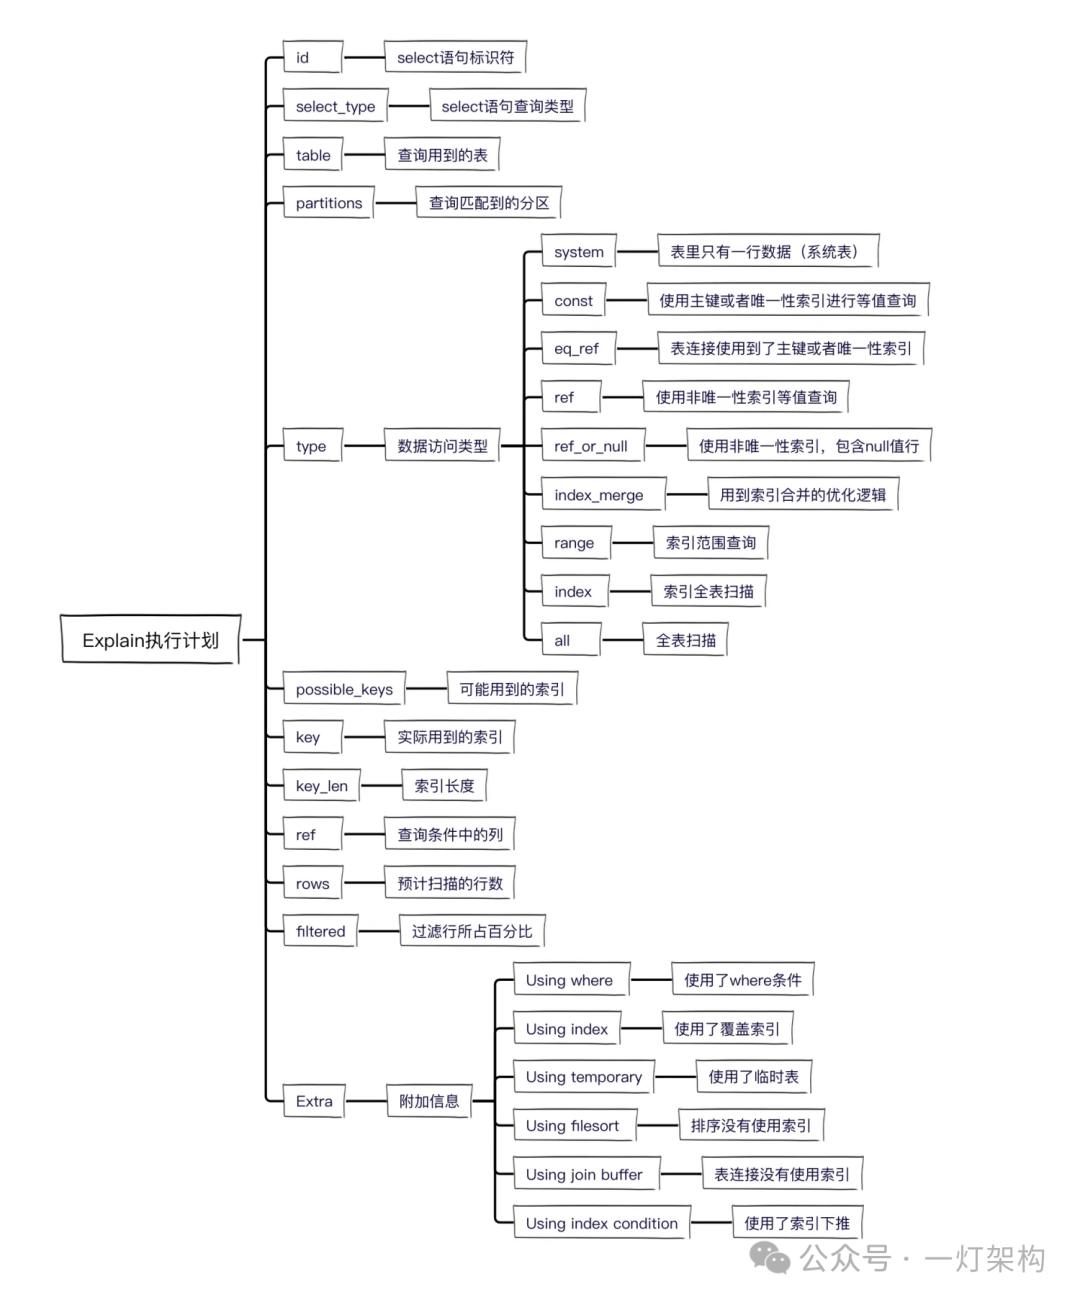 id
select语句标识符
select_type
select语句查询类型
table
查询用到的表
partitions
查询匹配到的分区
system
表里只有一行数据（系统表）
const
使用主键或者唯一性索引进行等值查询
eq_ref
表连接使用到了主键或者唯一性索引
ref
使用非唯一性索引等值查询
type
数据访问类型
ref_or_null
使用非唯一性索引，包含null值行
index_merge
用到索引合并的优化逻辑
range
索引范围查询
index
索引全表扫描
all
全表扫描
Explain执行计划
possible_keys
可能用到的索引
key
实际用到的索引
key_len
索引长度
ref
查询条件中的列
rows
预计扫描的行数
filtered
过滤行所占百分比
Using where
使用了where条件
Using index
使用了覆盖索引
Using temporary
使用了临时表
Extra
附加信息
Using filesort
排序没有使用索引
Using join buffer
表连接没有使用索引
Using index condition
使用了索引下推
公众号 · 一灯架构